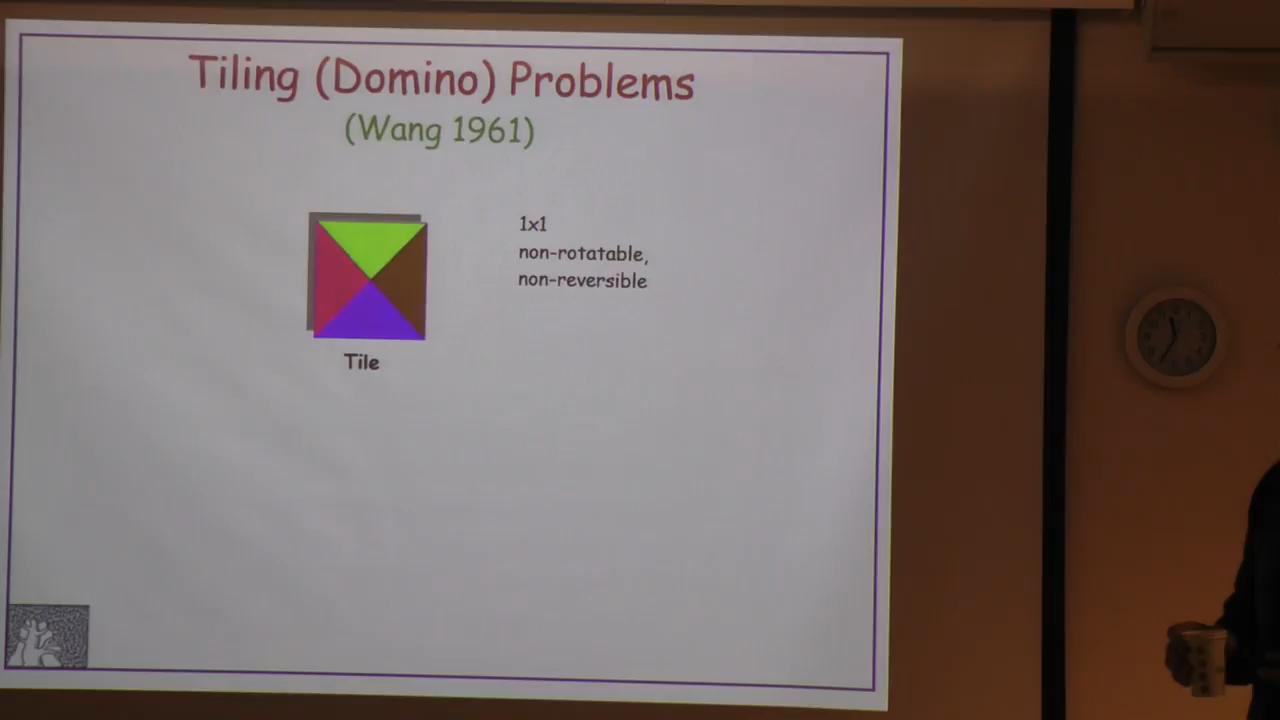 Tiling (Domino) Problems
(Wang 1961)
1x1
non-rotatable,
non-reversible
Tile